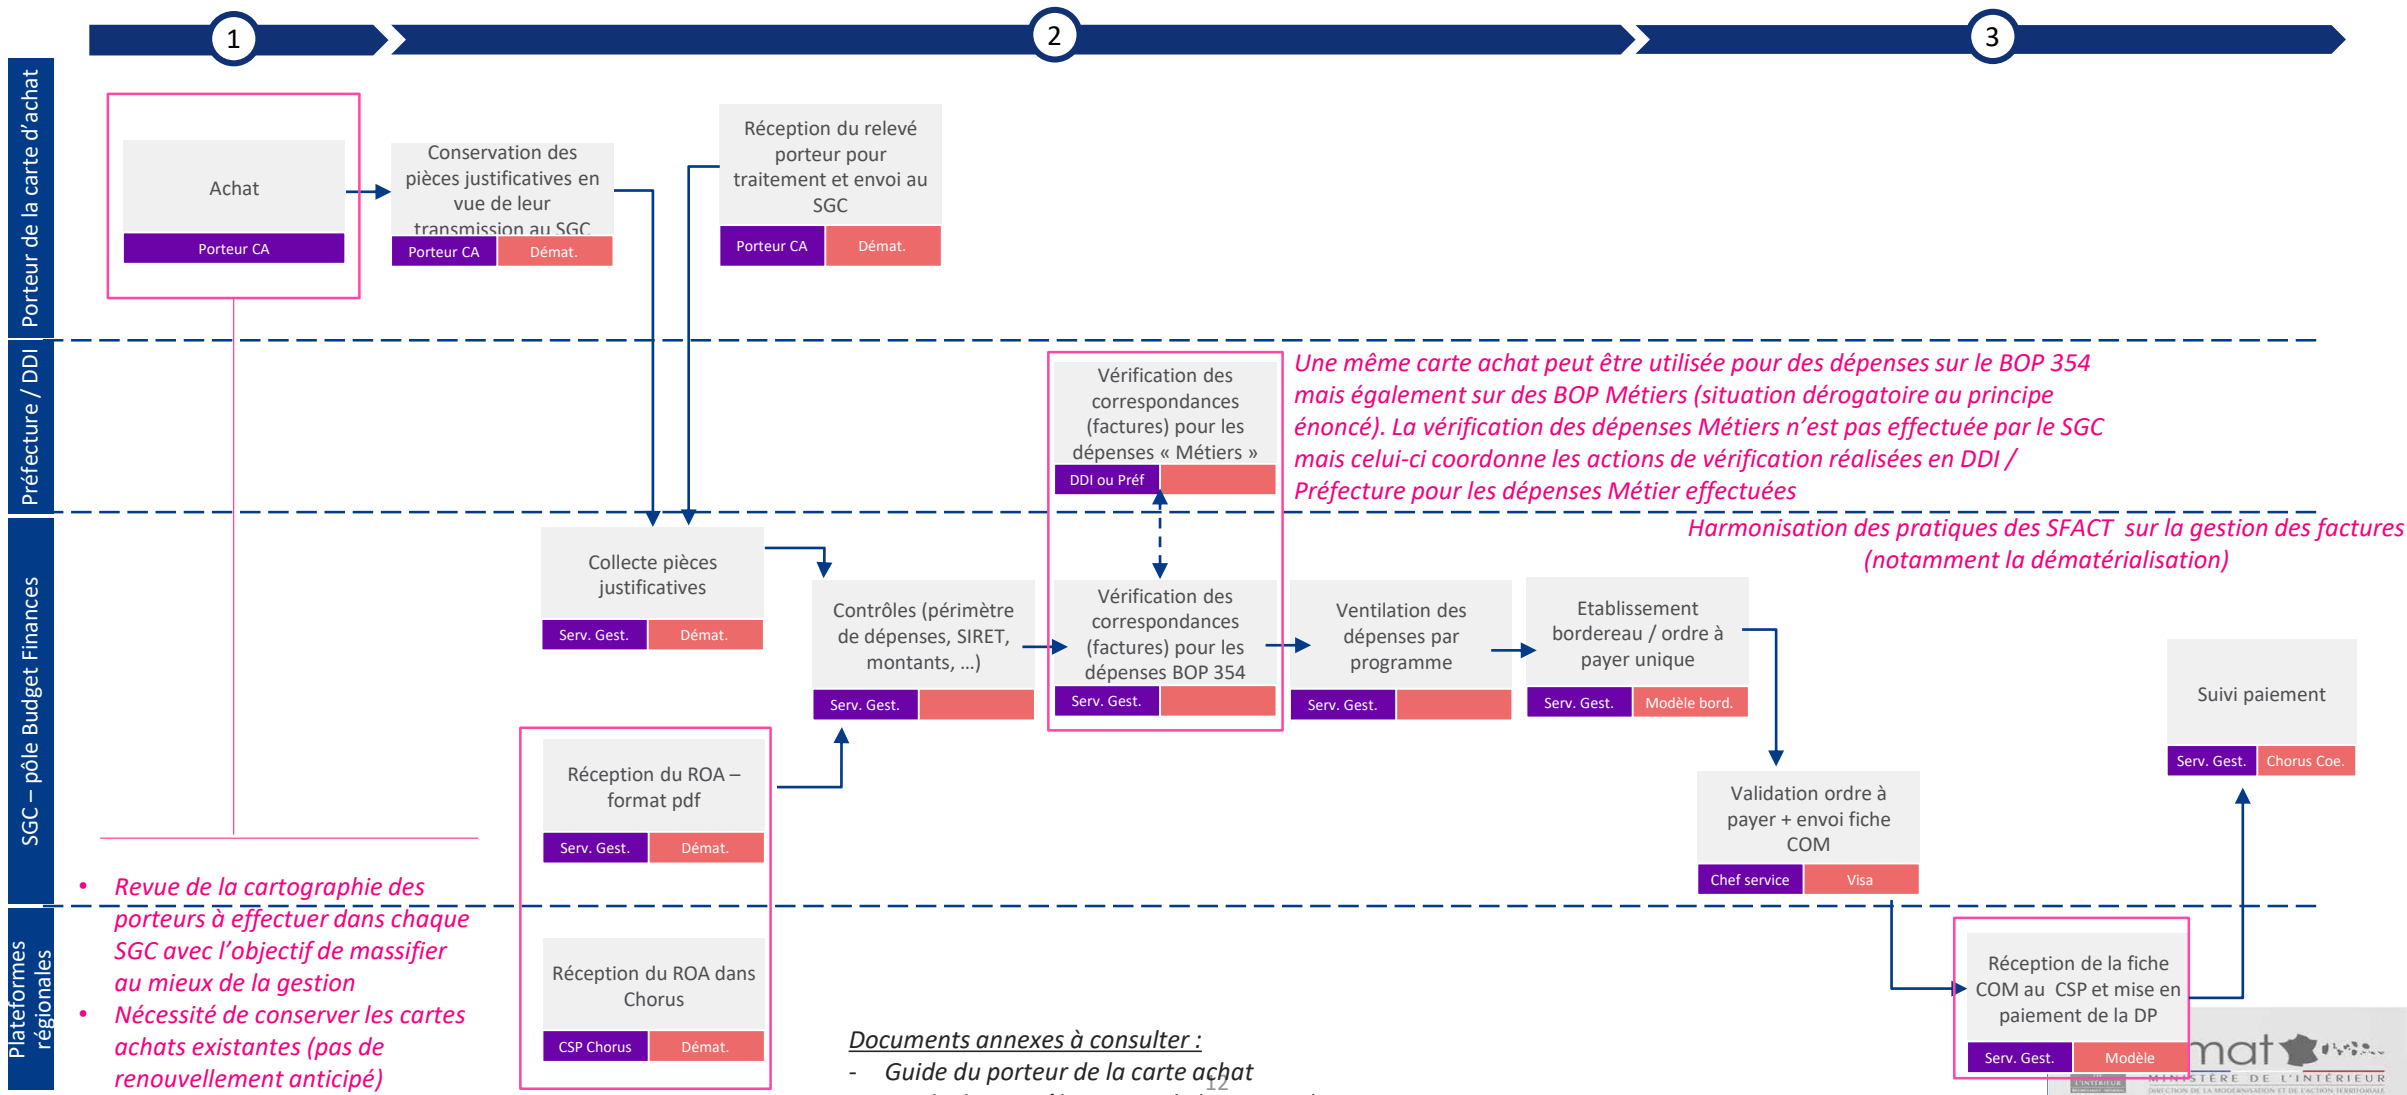 1
2
3
Porteur de la carte d'achat
Achat
Porteur CA
Conservation des
pièces justificatives en
vue de leur
transmission au SGC
Porteur CA
Démat.
Réception du relevé
porteur pour
traitement et envoi au
SGC
Porteur CA
Démat.
Préfecture / DDI
Vérification des
correspondances
(factures) pour les
dépenses « Métiers »
DDI ou Préf
Une même carte achat peut être utilisée pour des dépenses sur le BOP 354
mais également sur des BOP Métiers (situation dérogatoire au principe
énoncé). La vérification des dépenses Métiers n'est pas effectuée par le SGC
mais celui-ci coordonne les actions de vérification réalisées en DDI /
Préfecture pour les dépenses Métier effectuées
Harmonisation des pratiques des SFACT sur la gestion des factures
(notamment la dématérialisation)
SGC – pôle Budget Finances
Collecte pièces
justificatives
Serv. Gest.
Démat.
Contrôles (périmètre
de dépenses, SIRET,
montants, ...)
Serv. Gest.
Vérification des
correspondances
(factures) pour les
dépenses BOP 354
Serv. Gest.
Ventilation des
dépenses par
programme
Serv. Gest.
Etablissement
bordereau / ordre à
payer unique
Serv. Gest.
Modèle bord.
Suivi paiement
Serv. Gest.
Chorus Coe.
Réception du ROA –
format pdf
Serv. Gest.
Démat.
Validation ordre à
payer + envoi fiche
COM
Chef service
Visa
• Revue de la cartographie des
porteurs à effectuer dans chaque
SGC avec l'objectif de massifier
au mieux de la gestion
• Nécessité de conserver les cartes
achats existantes (pas de
renouvellement anticipé)
Plateformes
régionales
Réception du ROA dans
Chorus
CSP Chorus
Démat.
Réception de la fiche
COM au CSP et mise en
paiement de la DP
Serv. Gest.
Modèle
Documents annexes à consulter :
- Guide du porteur de la carte achat
12
mat
MINISTÈRE DE L'INTÉRIEUR
DIRECTION DE LA MODERNISATION ET DE L'ACTION TERRITORIALE